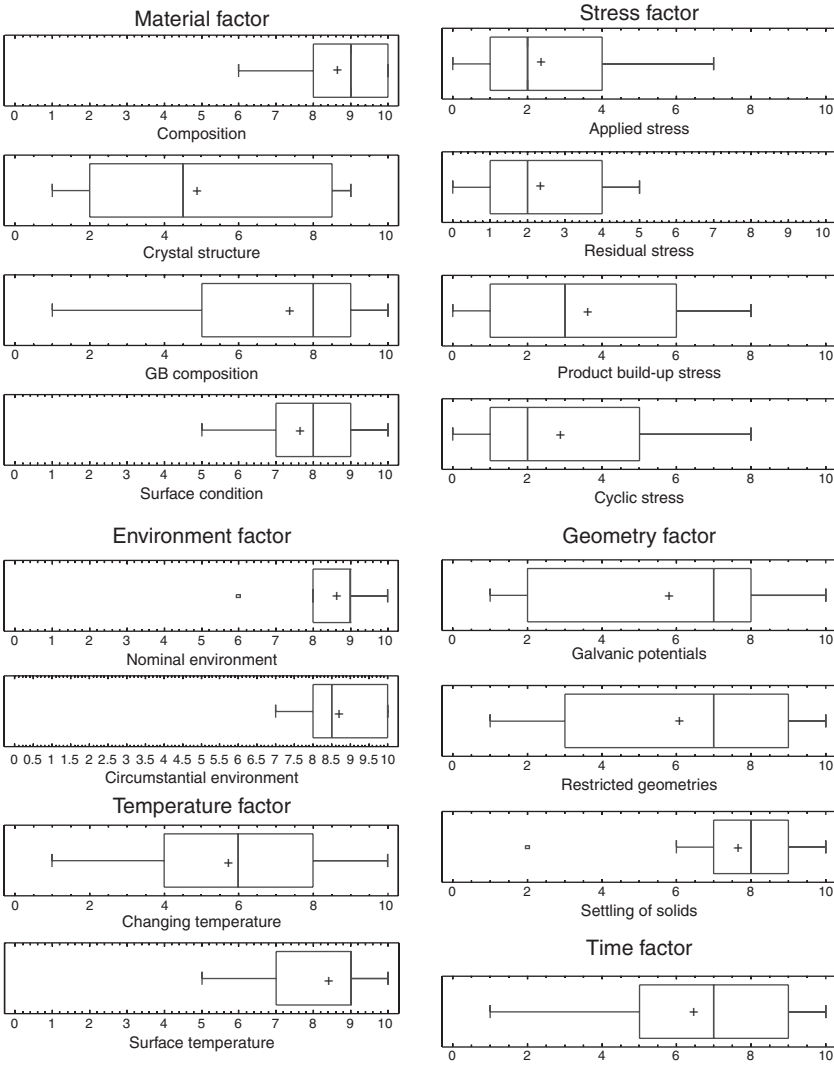 Material factor
0 1 2 3 4 5 6 7 8 9 10
Composition
0 2 4 6 8 10
Crystal structure
0 2 4 6 8 10
GB composition
0 1 2 3 4 5 6 7 8 9 10
Surface condition
Environment factor
0 1 2 3 4 5 6 7 8 9 10
Nominal environment
0 0.5 1 1.5 2 2.5 3 3.5 4 4.5 5 5.5 6 6.5 7 7.5 8 8.5 9 9.5 10
Circumstantial environment
Temperature factor
0 2 4 6 8 10
Changing temperature
0 1 2 3 4 5 6 7 8 9 10
Surface temperature
Stress factor
0 2 4 6 8 10
Applied stress
0 1 2 3 4 5 6 7 8 9 10
Residual stress
0 2 4 6 8 10
Product build-up stress
0 2 4 6 8 10
Cyclic stress
Geometry factor
0 2 4 6 8 10
Galvanic potentials
0 2 4 6 8 10
Restricted geometries
0 2 4 6 8 10
Settling of solids
Time factor
0 2 4 6 8 10